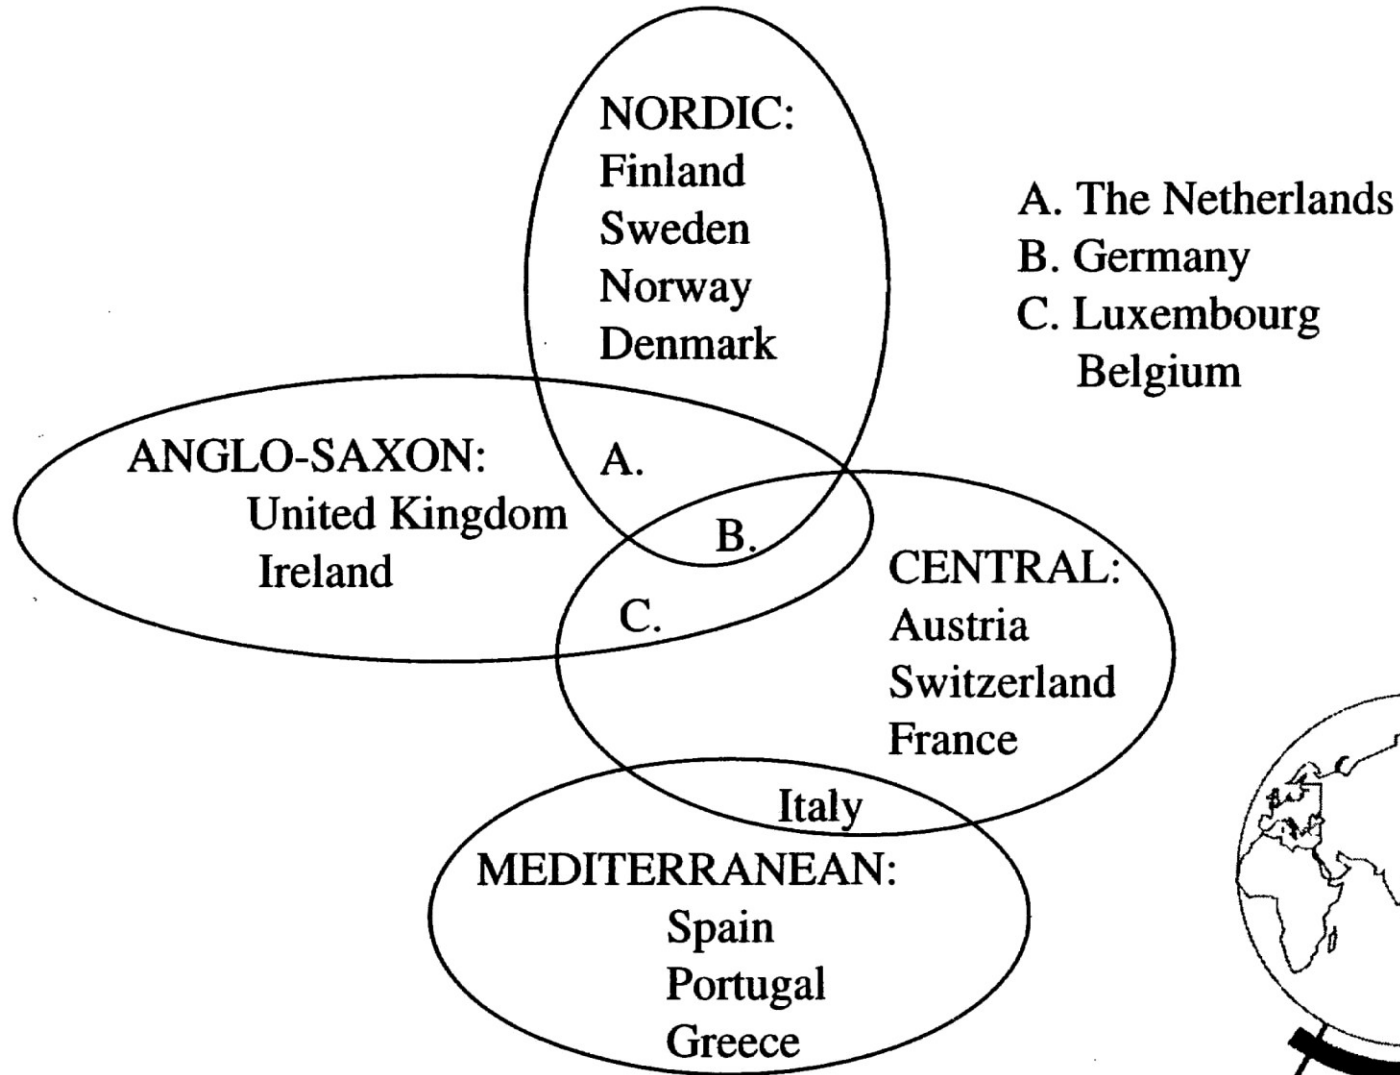 NORDIC:
Finland
Sweden
Norway
Denmark
A. The Netherlands
B. Germany
C. Luxembourg
Belgium
ANGLO-SAXON:
United Kingdom
Ireland
A.
B.
C.
CENTRAL:
Austria
Switzerland
France
Italy
MEDITERRANEAN:
Spain
Portugal
Greece